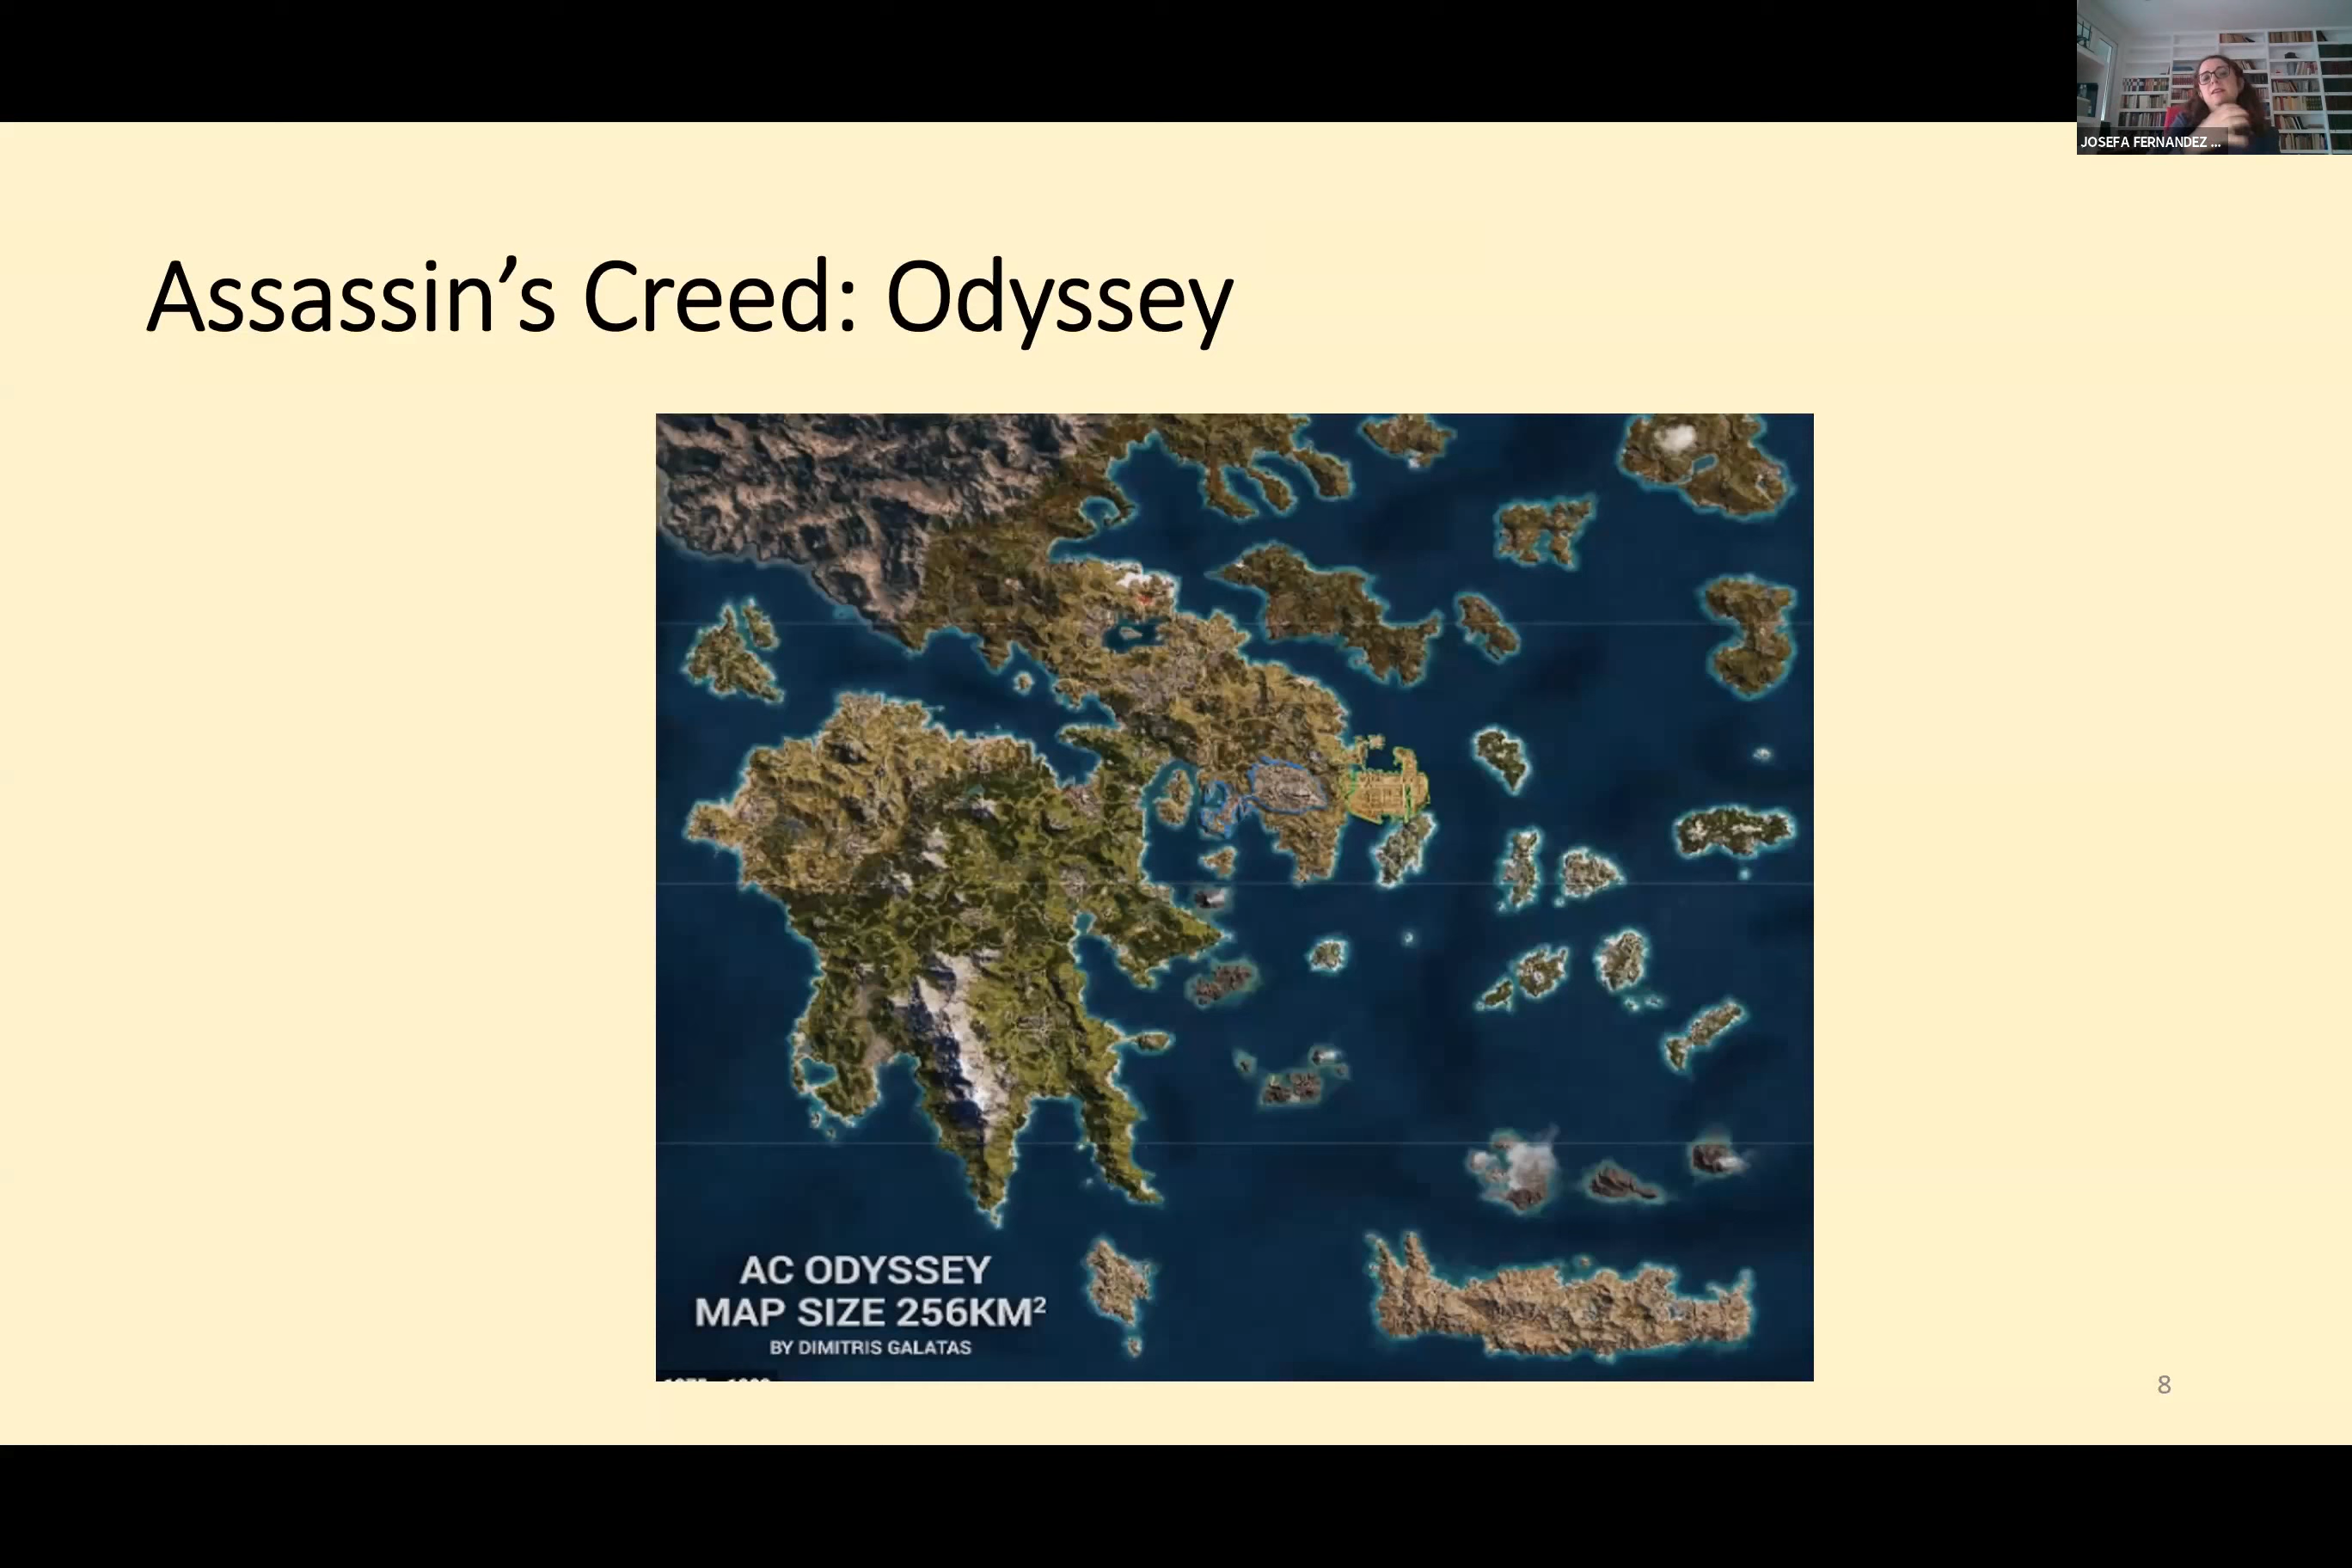 JOSEFA FERNANDEZ ...
Assassin’s Creed: Odyssey
AC ODYSSEY
MAP SIZE 256KM²
BY DIMITRIS GALATAS
8